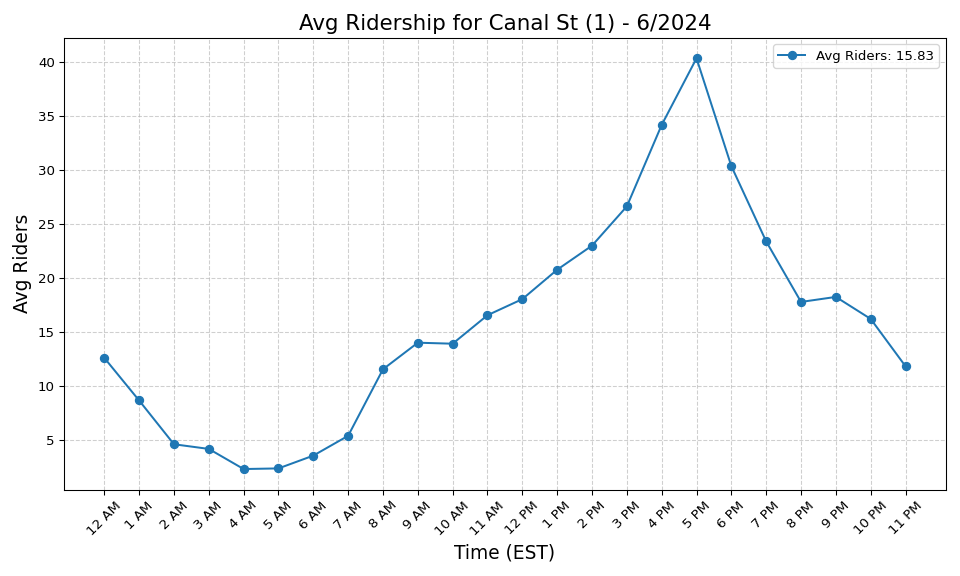 Avg Ridership for Canal St (1) - 6/2024
Avg Riders: 15.83
Avg Riders
40
35
30
25
20
15
10
5
12 AM
1 AM
2 AM
3 AM
4 AM
5 AM
6 AM
7 AM
8 AM
9 AM
10 AM
11 AM
12 PM
1 PM
2 PM
3 PM
4 PM
5 PM
6 PM
7 PM
8 PM
9 PM
10 PM
11 PM
Time (EST)